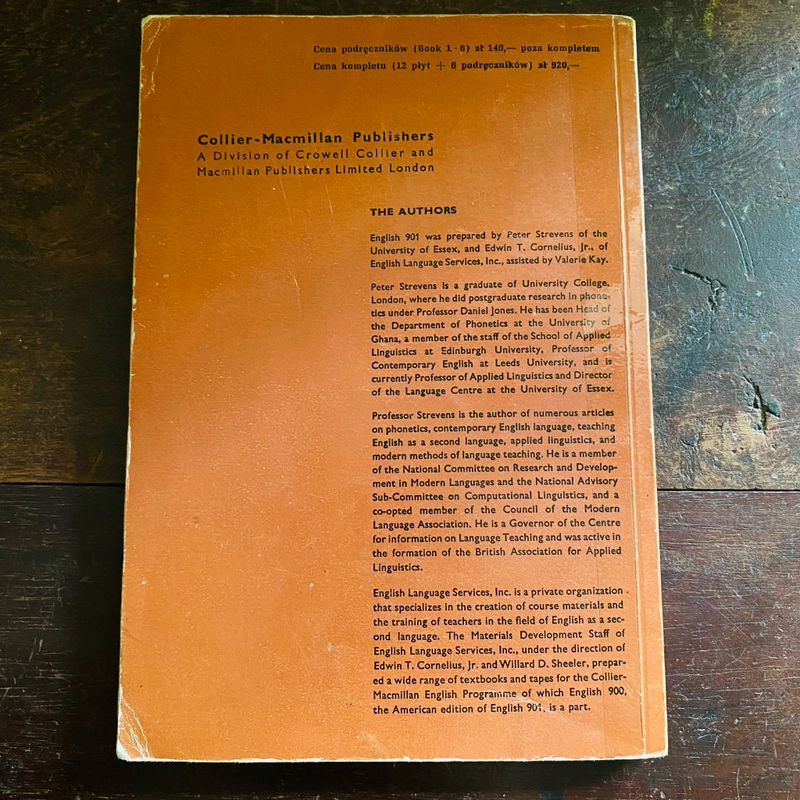 Cena podręczników (Book 1 - 6) zł 140,— poza kompletem
Cena kompletu (12 płyt + 6 podręczników) zł 920,—
Collier-Macmillan Publishers
A Division of Crowell Collier and
Macmillan Publishers Limited London
THE AUTHORS
English 901 was prepared by Peter Strevens of the
University of Essex, and Edwin T. Cornelius, Jr., of
English Language Services, Inc., assisted by Valerie Kay.
Peter Strevens is a graduate of University College,
London, where he did postgraduate research in phone-
tics under Professor Daniel Jones. He has been Head of
the Department of Phonetics at the University of
Ghana, a member of the staff of the School of Applied
Linguistics at Edinburgh University, Professor of
Contemporary English at Leeds University, and is
currently Professor of Applied Linguistics and Director
of the Language Centre at the University of Essex.
Professor Strevens is the author of numerous articles
on phonetics, contemporary English language, teaching
English as a second language, applied linguistics, and
modern methods of language teaching. He is a member
of the National Committee on Research and Develop-
ment in Modern Languages and the National Advisory
Sub-Committee on Computational Linguistics, and a
co-opted member of the Council of the Modern
Language Association. He is a Governor of the Centre
for information on Language Teaching and was active in
the formation of the British Association for Applied
Linguistics.
English Language Services, Inc. is a private organization
that specializes in the creation of course materials and
the training of teachers in the field of English as a sec-
ond language. The Materials Development Staff of
English Language Services, Inc., under the direction of
Edwin T. Cornelius, Jr. and Willard D. Sheeler, prepar-
ed a wide range of textbooks and tapes for the Collier-
Macmillan English Programme of which English 900,
the American edition of English 901, is a part.